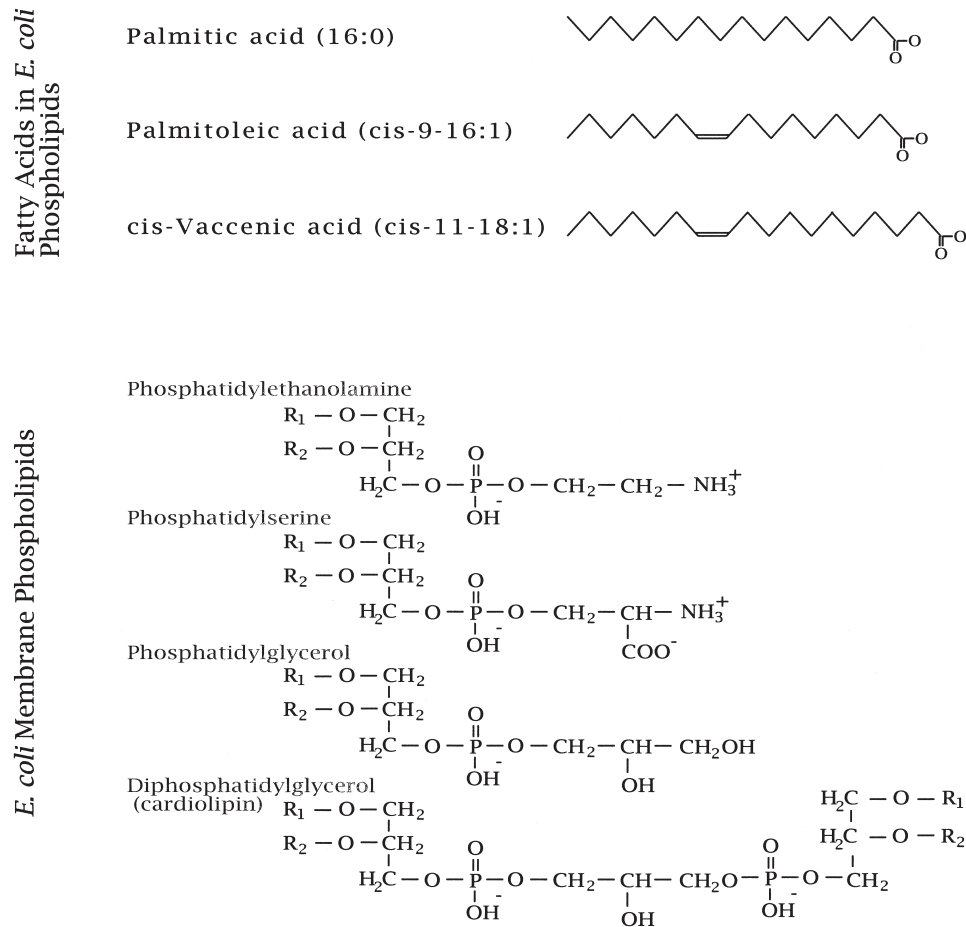 Fatty Acids in E. coli
Phospholipids
Palmitic acid (16:0)
O
O
Palmitoleic acid (cis-9-16:1)
O
O
cis-Vaccenic acid (cis-11-18:1)
O
O
E. coli Membrane Phospholipids
Phosphatidylethanolamine
R1 — O — CH2
R2 — O — CH2
O
H2C — O — P — O — CH2 — CH2 — NH3+
OH-
Phosphatidylserine
R1 — O — CH2
R2 — O — CH2
O
H2C — O — P — O — CH2 — CH — NH3+
OH-
COO-
Phosphatidylglycerol
R1 — O — CH2
R2 — O — CH2
O
H2C — O — P — O — CH2 — CH — CH2OH
OH-
OH
Diphosphatidylglycerol
(cardiolipin)
R1 — O — CH2
H2C — O — R1
R2 — O — CH2
H2C — O — R2
O
O
H2C — O — P — O — CH2 — CH — CH2O — P — O — CH2
OH-
OH
OH-